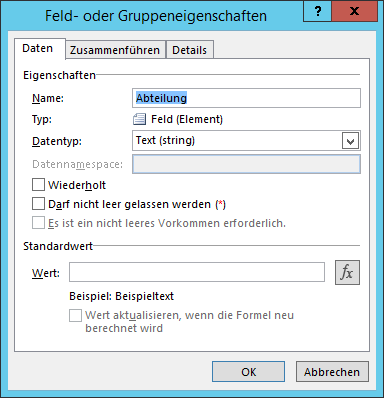 Feld- oder Gruppeneigenschaften ? x
Daten Zusammenführen Details
Eigenschaften
Name: Abteilung
Typ: Feld (Element)
Datentyp: Text (string)
Datennamespace:
Wiederholt
Darf nicht leer gelassen werden (*)
Es ist ein nicht leeres Vorkommen erforderlich.
Standardwert
Wert: fx
Beispiel: Beispieltext
Wert aktualisieren, wenn die Formel neu
berechnet wird
OK Abbrechen